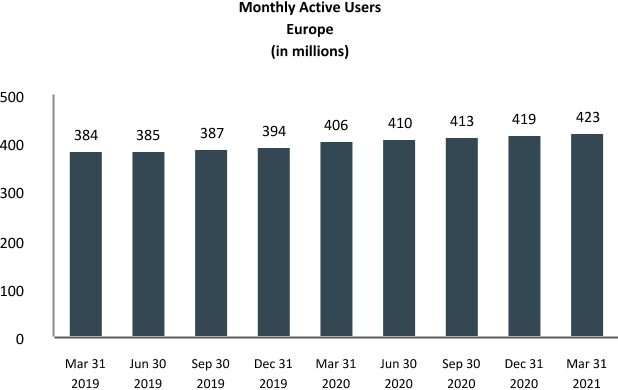 Monthly Active Users
Europe
(in millions)
500
400
300
200
100
0
384 385 387 394 406 410 413 419 423
Mar 31 Jun 30 Sep 30 Dec 31 Mar 31 Jun 30 Sep 30 Dec 31 Mar 31
2019 2019 2019 2019 2020 2020 2020 2020 2021